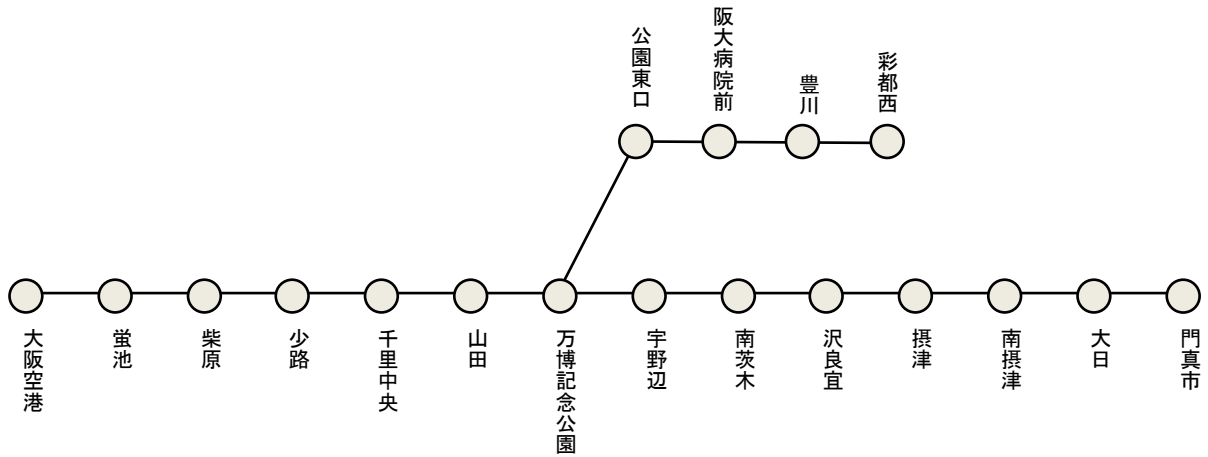 公園東口
阪大病院前
豊川
彩都西
大阪空港
蛍池
柴原
少路
千里中央
山田
万博記念公園
宇野辺
南茨木
沢良宜
摂津
南摂津
大日
門真市